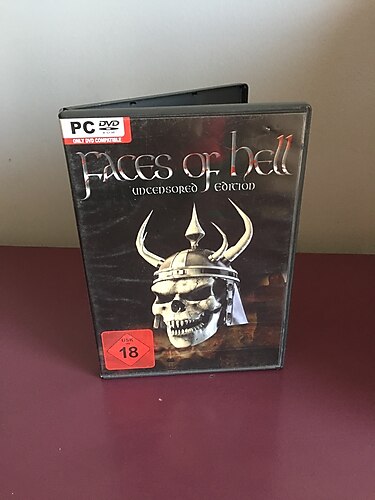 PC DVD
ONLY DVD COMPATIBLE
FACES OF hell
UNCENSORED EDITION
USK
18